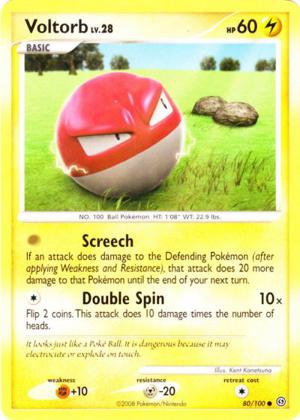 Voltorb LV.28 HP 60
BASIC
NO. 100 Ball Pokémon HT: 1'08" WT: 22.9 lbs.
Screech
If an attack does damage to the Defending Pokémon (after
applying Weakness and Resistance), that attack does 20 more
damage to that Pokémon until the end of your next turn.
Double Spin 10x
Flip 2 coins. This attack does 10 damage times the number of
heads.
It looks just like a Poké Ball. It is dangerous because it may
electrocute or explode on touch.
Illus. Kent Kanetsuna
weakness resistance retreat cost
+10 -20
©2008 Pokémon/Nintendo 80/100